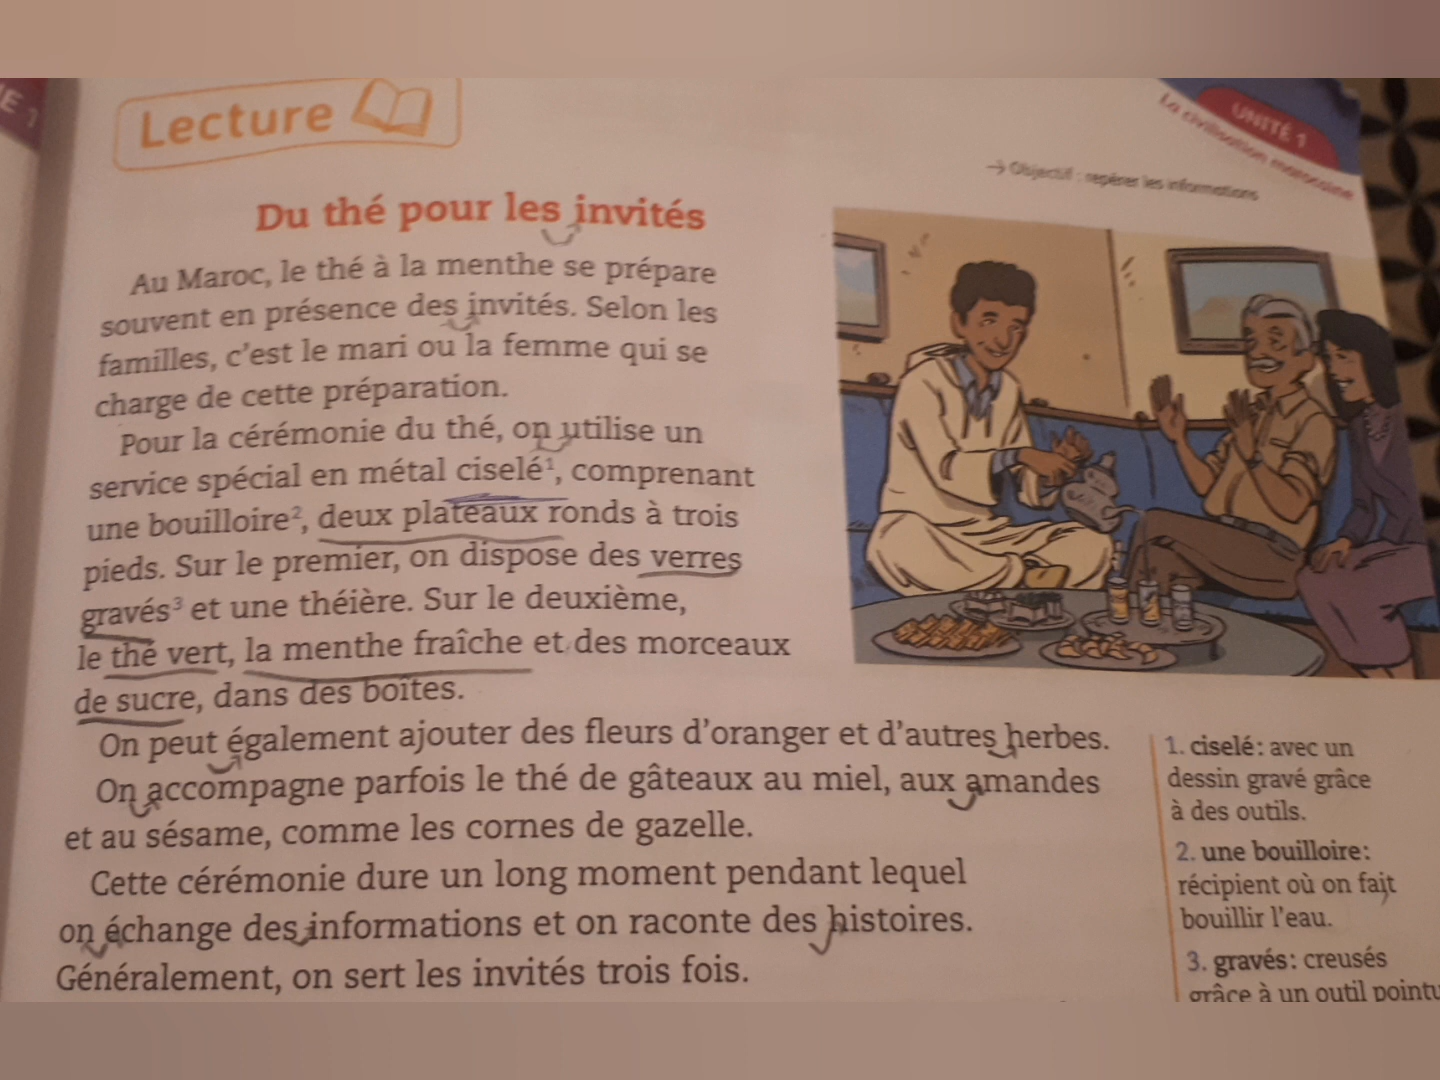 Lecture
UNITÉ 1
La civilisation marocaine
→ Objectif : repérer les informations
Du thé pour les invités
Au Maroc, le thé à la menthe se prépare
souvent en présence des invités. Selon les
familles, c'est le mari ou la femme qui se
charge de cette préparation.
Pour la cérémonie du thé, on utilise un
service spécial en métal ciselé¹, comprenant
une bouilloire², deux plateaux ronds à trois
pieds. Sur le premier, on dispose des verres
gravés³ et une théière. Sur le deuxième,
le thé vert, la menthe fraîche et des morceaux
de sucre, dans des boîtes.
On peut également ajouter des fleurs d'oranger et d'autres herbes.
On accompagne parfois le thé de gâteaux au miel, aux amandes
et au sésame, comme les cornes de gazelle.
Cette cérémonie dure un long moment pendant lequel
on échange des informations et on raconte des histoires.
Généralement, on sert les invités trois fois.
1. ciselé : avec un
dessin gravé grâce
à des outils.
2. une bouilloire :
récipient où on fait
bouillir l'eau.
3. gravés : creusés
grâce à un outil pointu